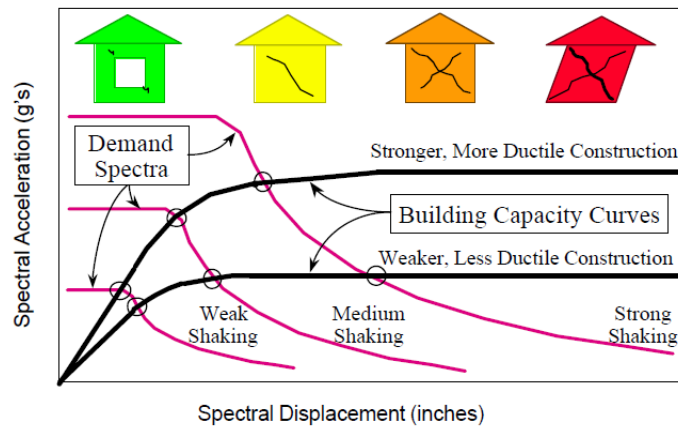 Demand
Spectra
Stronger, More Ductile Construction
Building Capacity Curves
Weaker, Less Ductile Construction
Weak
Shaking
Medium
Shaking
Strong
Shaking
Spectral Acceleration (g's)
Spectral Displacement (inches)